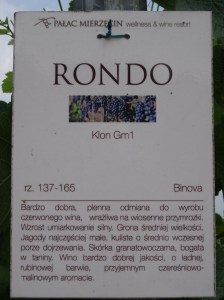 PAŁAC MIERZĘCIN wellness & wine resort
RONDO
Klon Gm1
rz. 137-165 Binova
Bardzo dobra, plenna odmiana do wyrobu
czerwonego wina, wrażliwa na wiosenne przymrozki.
Wzrost umiarkowanie silny. Grona średniej wielkości.
Jagody najczęściej małe, kuliste o średnio wczesnej
porze dojrzewania. Skórka granatowoczarna, bogata
w taniny. Wino bardzo dobrej jakości, o ładnej,
rubinowej barwie, przyjemnym czereśniowo-
malinowym aromacie.